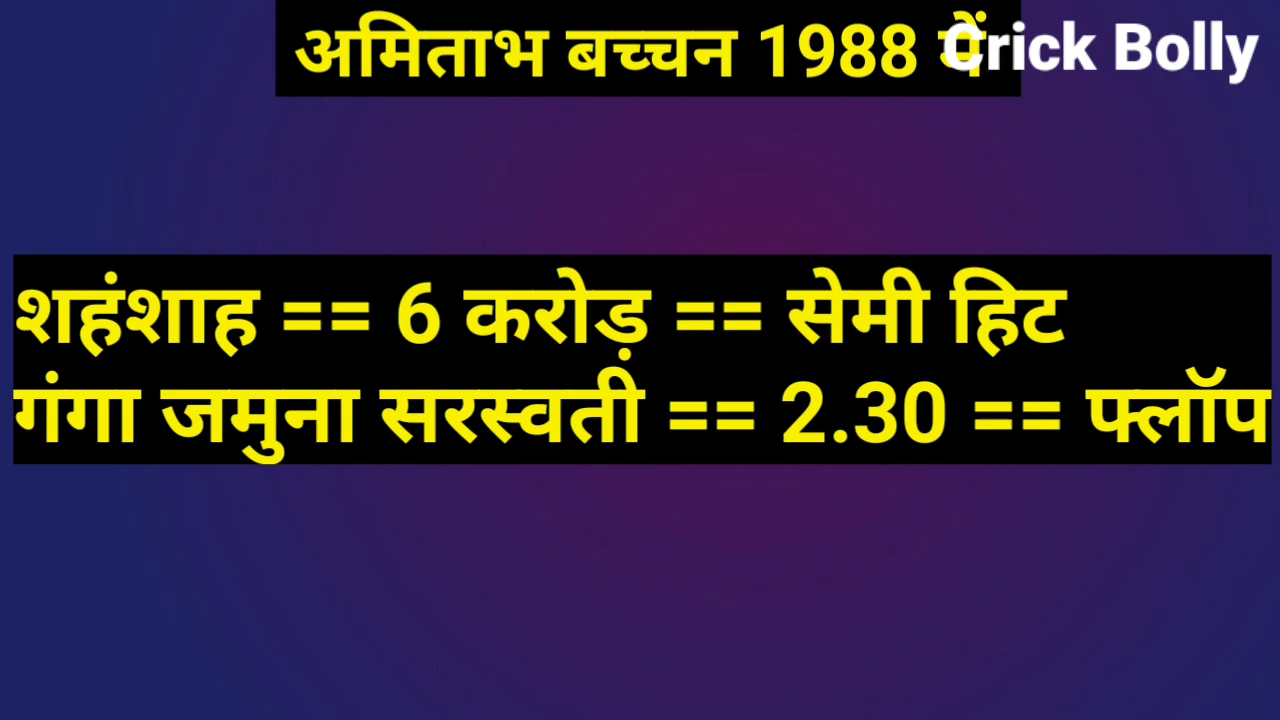 अमिताभ बच्चन 1988 में
Crick Bolly
शहंशाह == 6 करोड़ == सेमी हिट
गंगा जमुना सरस्वती == 2.30 == फ्लॉप